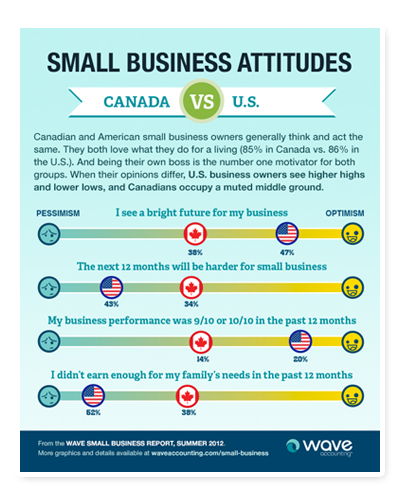 SMALL BUSINESS ATTITUDES
CANADA VS U.S.
Canadian and American small business owners generally think and act the
same. They both love what they do for a living (85% in Canada vs. 86% in
the U.S.). And being their own boss is the number one motivator for both
groups. When their opinions differ, U.S. business owners see higher highs
and lower lows, and Canadians occupy a muted middle ground.
PESSIMISM I see a bright future for my business OPTIMISM
38% 47%
The next 12 months will be harder for small business
43% 34%
My business performance was 9/10 or 10/10 in the past 12 months
14% 20%
I didn't earn enough for my family's needs in the past 12 months
52% 38%
From the WAVE SMALL BUSINESS REPORT, SUMMER 2012.
More graphics and details available at waveaccounting.com/small-business
wave
accounting